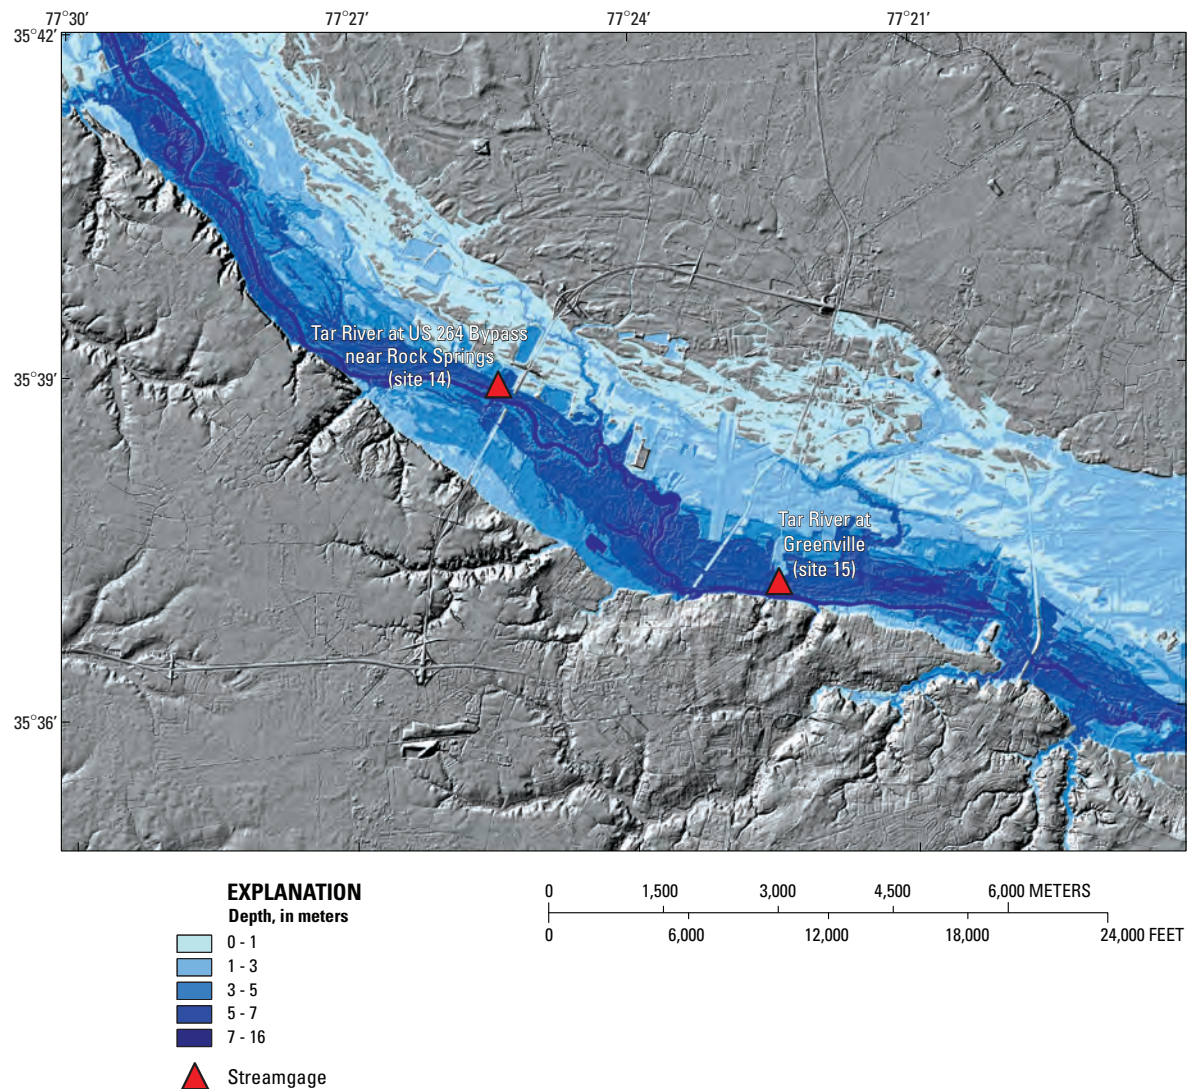 77°30′ 77°27′ 77°24′ 77°21′
35°42′
35°39′
35°36′
Tar River at US 264 Bypass
near Rock Springs
(site 14)
Tar River at
Greenville
(site 15)
EXPLANATION
Depth, in meters
0 - 1
1 - 3
3 - 5
5 - 7
7 - 16
Streamgage
0 1,500 3,000 4,500 6,000 METERS
0 6,000 12,000 18,000 24,000 FEET